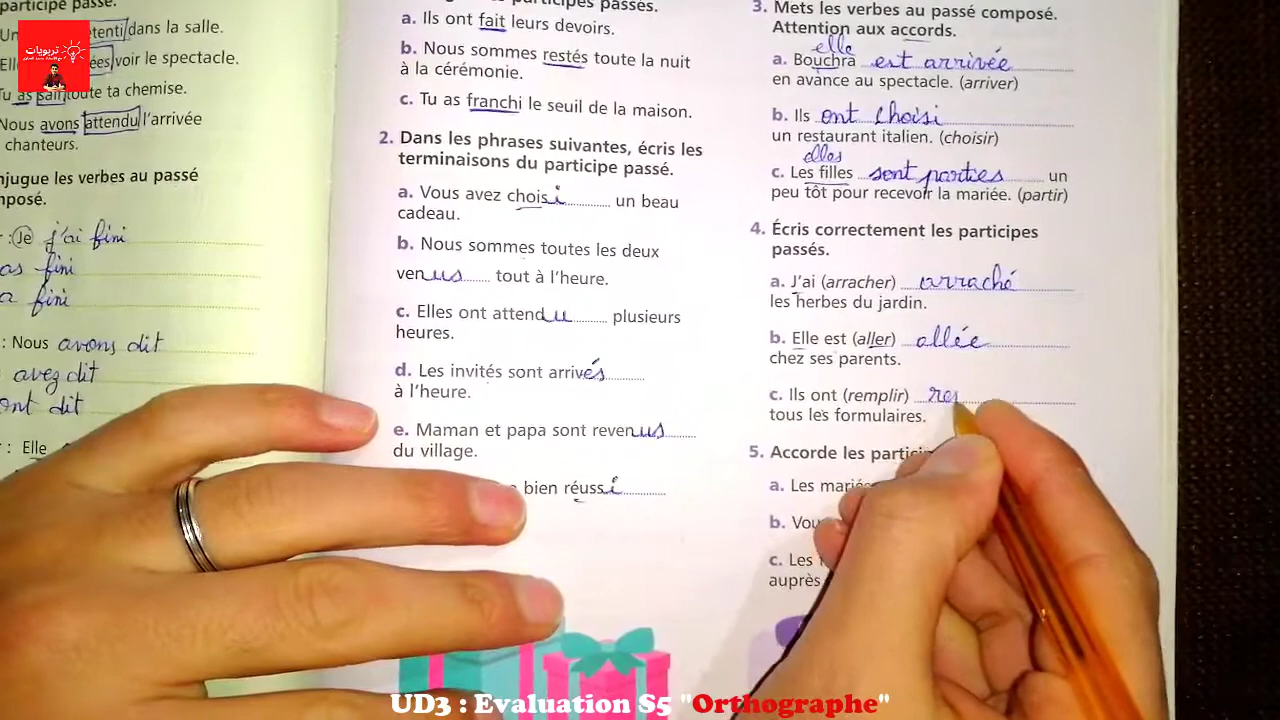 تربويات
participe passé.
dans la salle.
voir le spectacle.
Tu as sali toute ta chemise.
Nous avons attendu l'arrivée
chanteurs.
njugue les verbes au passé
mposé.
: Je j'ai fini
as fini
a fini
: Nous avons dit
avez dit
ont dit
: Elle
participes passés.
a. Ils ont fait leurs devoirs.
b. Nous sommes restés toute la nuit
à la cérémonie.
c. Tu as franchi le seuil de la maison.
2. Dans les phrases suivantes, écris les
terminaisons du participe passé.
a. Vous avez choisi un beau
cadeau.
b. Nous sommes toutes les deux
venus tout à l'heure.
c. Elles ont attendu plusieurs
heures.
d. Les invités sont arrivés
à l'heure.
e. Maman et papa sont revenus
du village.
bien réussi
3. Mets les verbes au passé composé.
Attention aux accords.
elle
a. Bouchra est arrivée
en avance au spectacle. (arriver)
b. Ils ont choisi
un restaurant italien. (choisir)
elles
c. Les filles sont parties un
peu tôt pour recevoir la mariée. (partir)
4. Écris correctement les participes
passés.
a. J'ai (arracher) arraché
les herbes du jardin.
b. Elle est (aller) allée
chez ses parents.
c. Ils ont (remplir) re
tous les formulaires.
5. Accorde les partici
a. Les marié
b. Vou
c. Les
auprès
UD3 : Evaluation S5 "Orthographe"